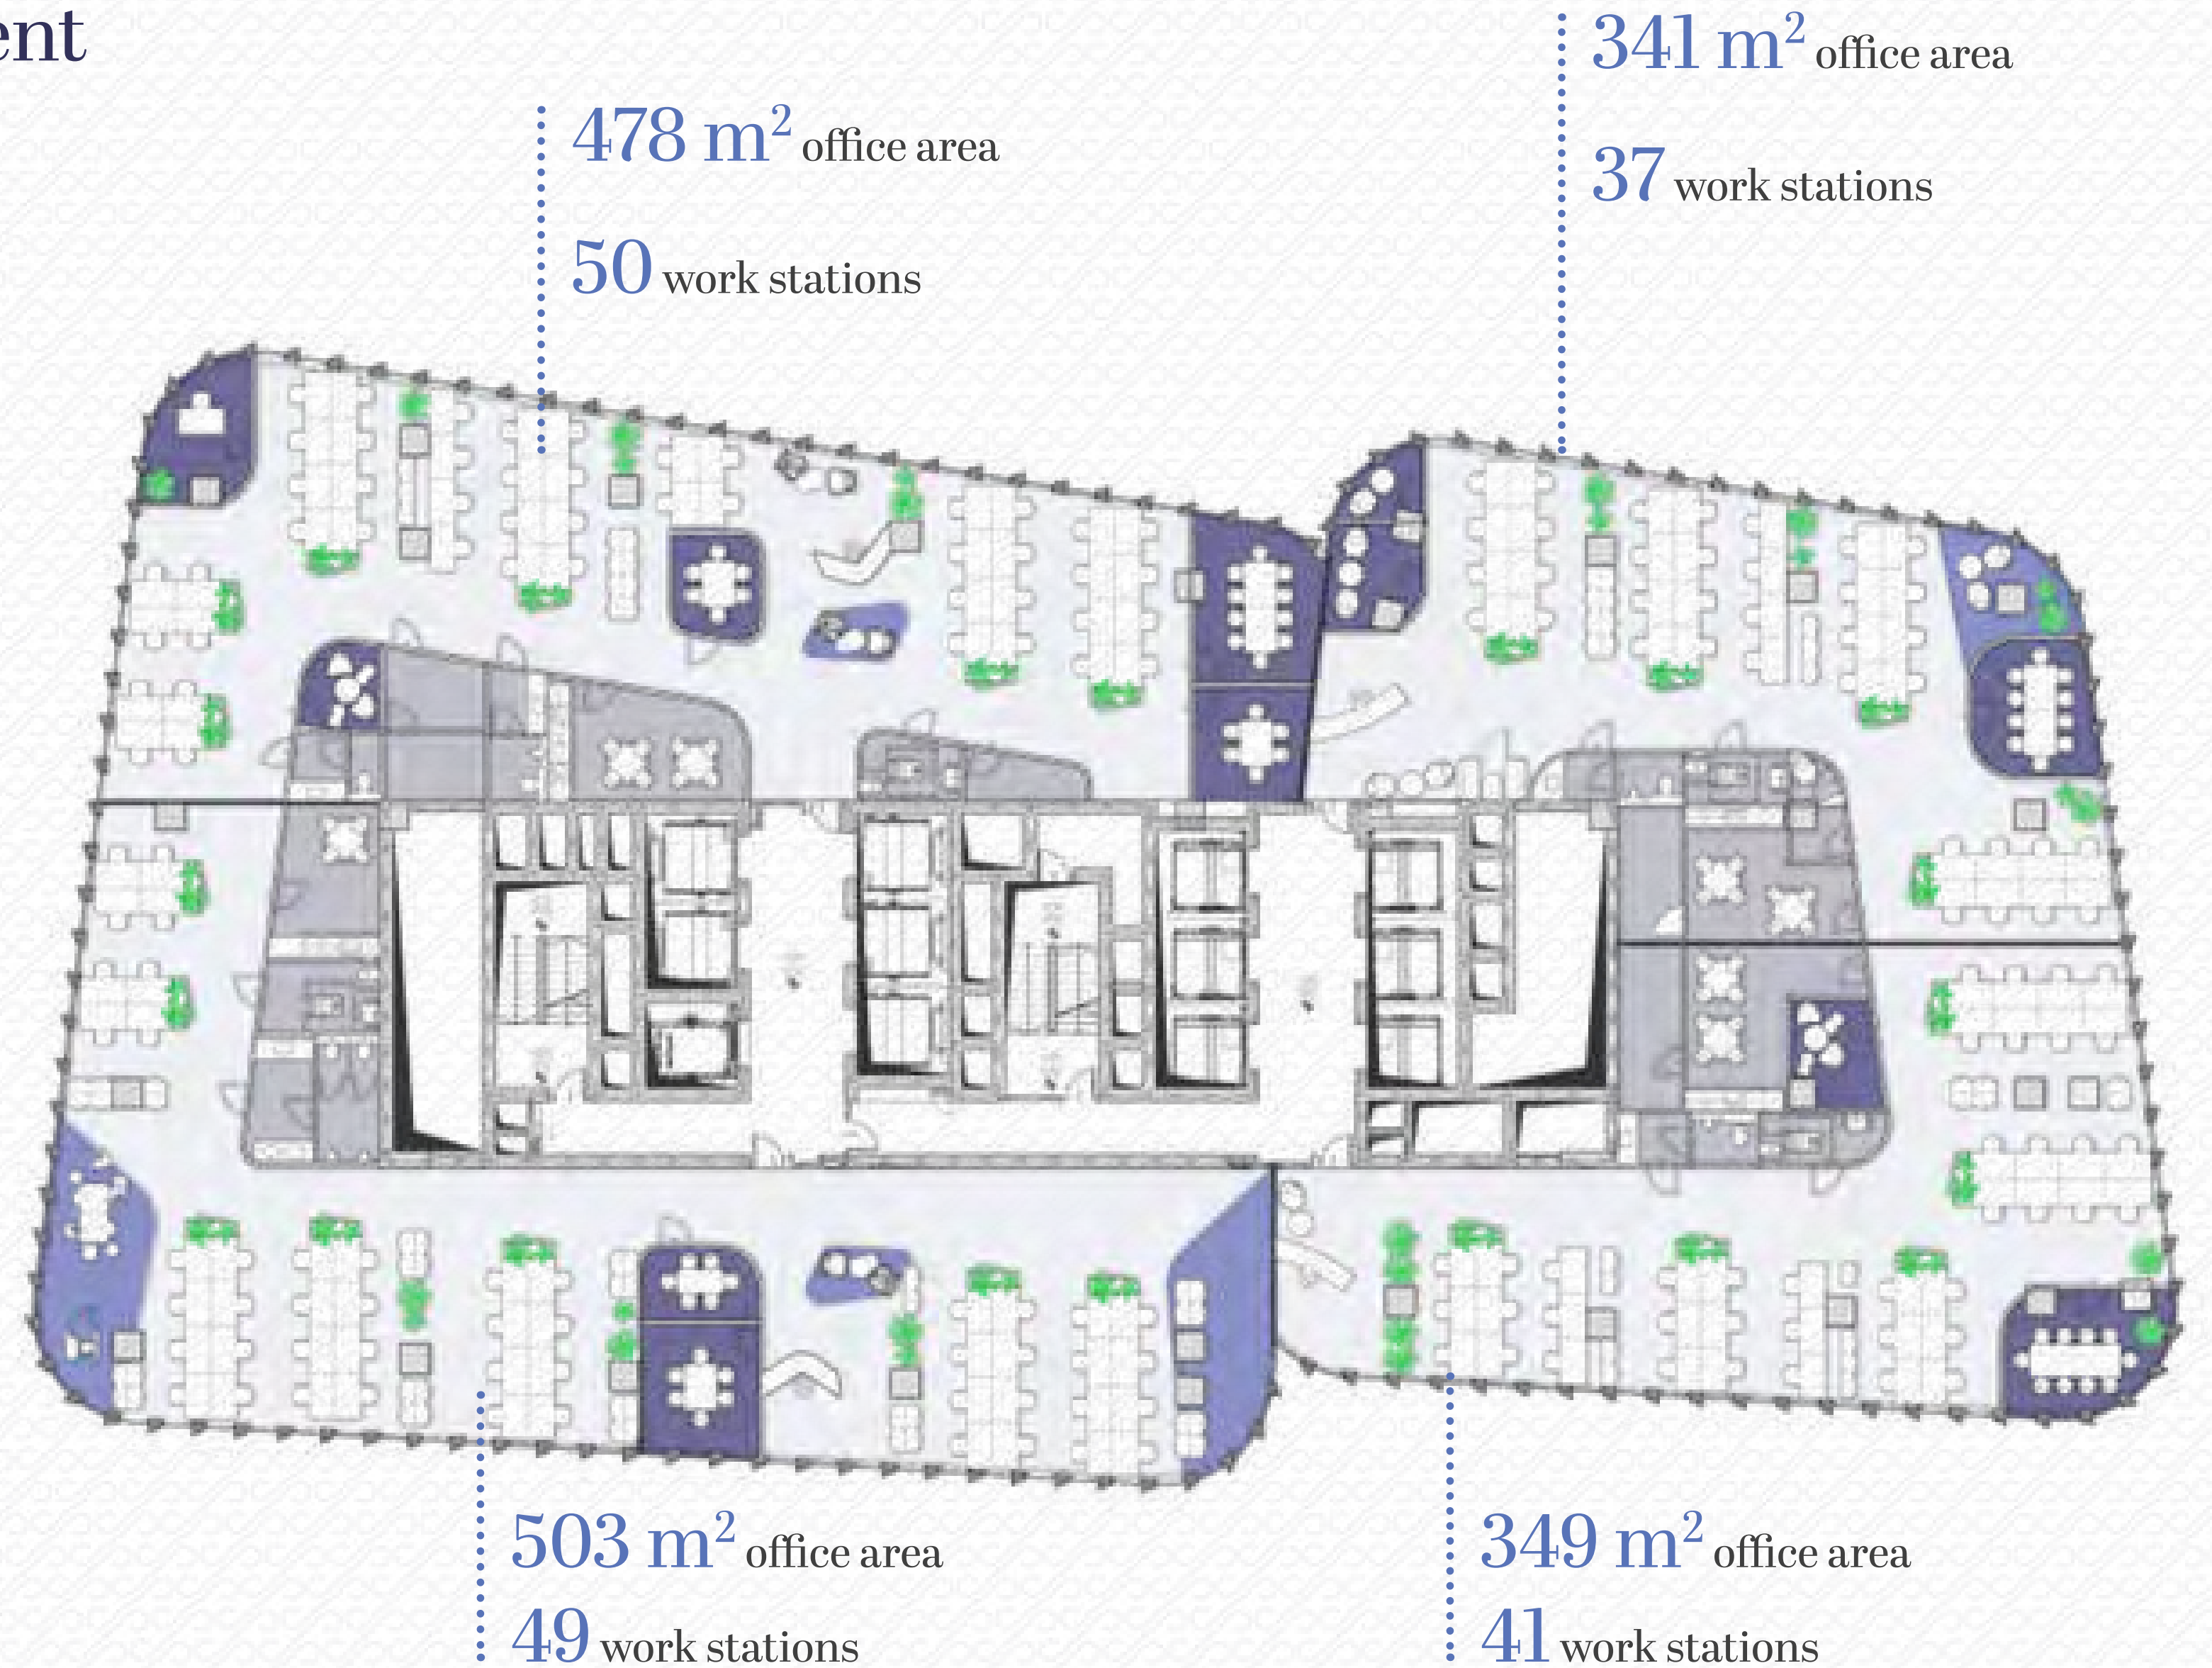 ent
478 m² office area
50 work stations
341 m² office area
37 work stations
503 m² office area
49 work stations
349 m² office area
41 work stations